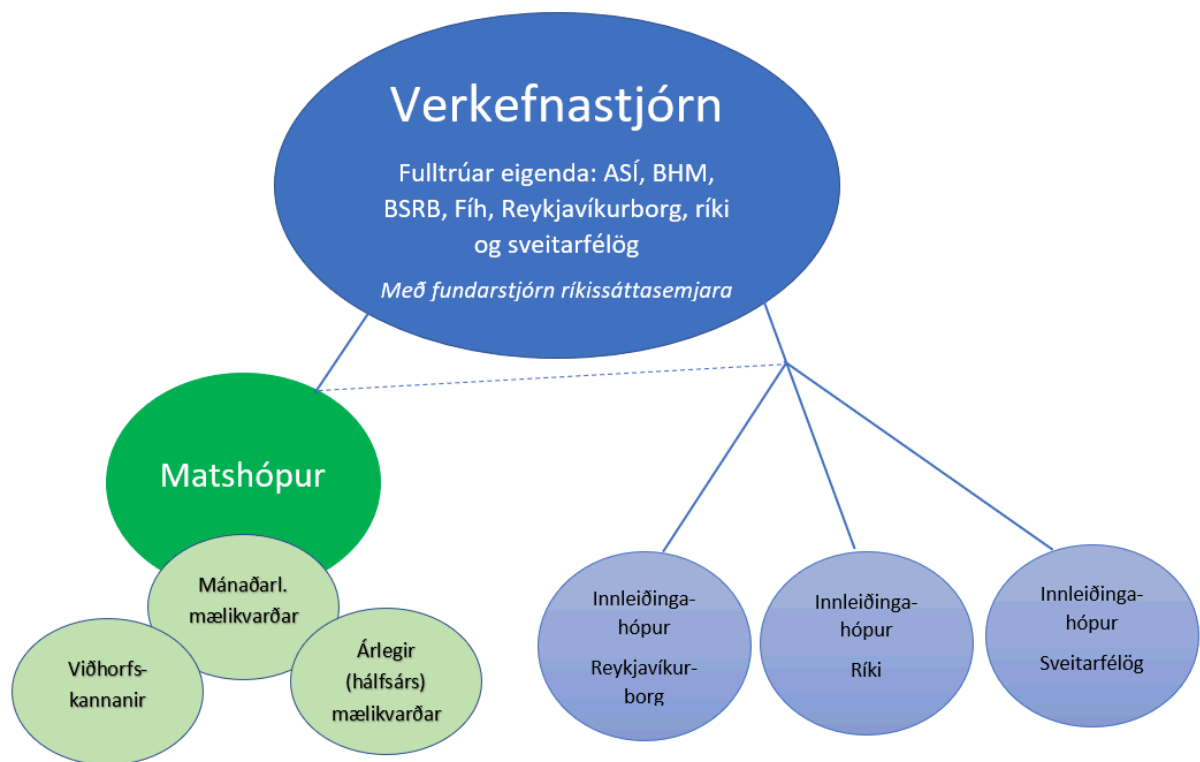 Verkefnastjórn
Fulltrúar eigenda: ASÍ, BHM,
BSRB, Fíh, Reykjavíkurborg, ríki
og sveitarfélög
Með fundarstjórn ríkissáttasemjara
Matshópur
Mánaðarl.
mælikvarðar
Viðhorfs-
kannanir
Árlegir
(hálfsárs)
mælikvarðar
Innleiðinga-
hópur
Reykjavíkur-
borg
Innleiðinga-
hópur
Ríki
Innleiðinga-
hópur
Sveitarfélög